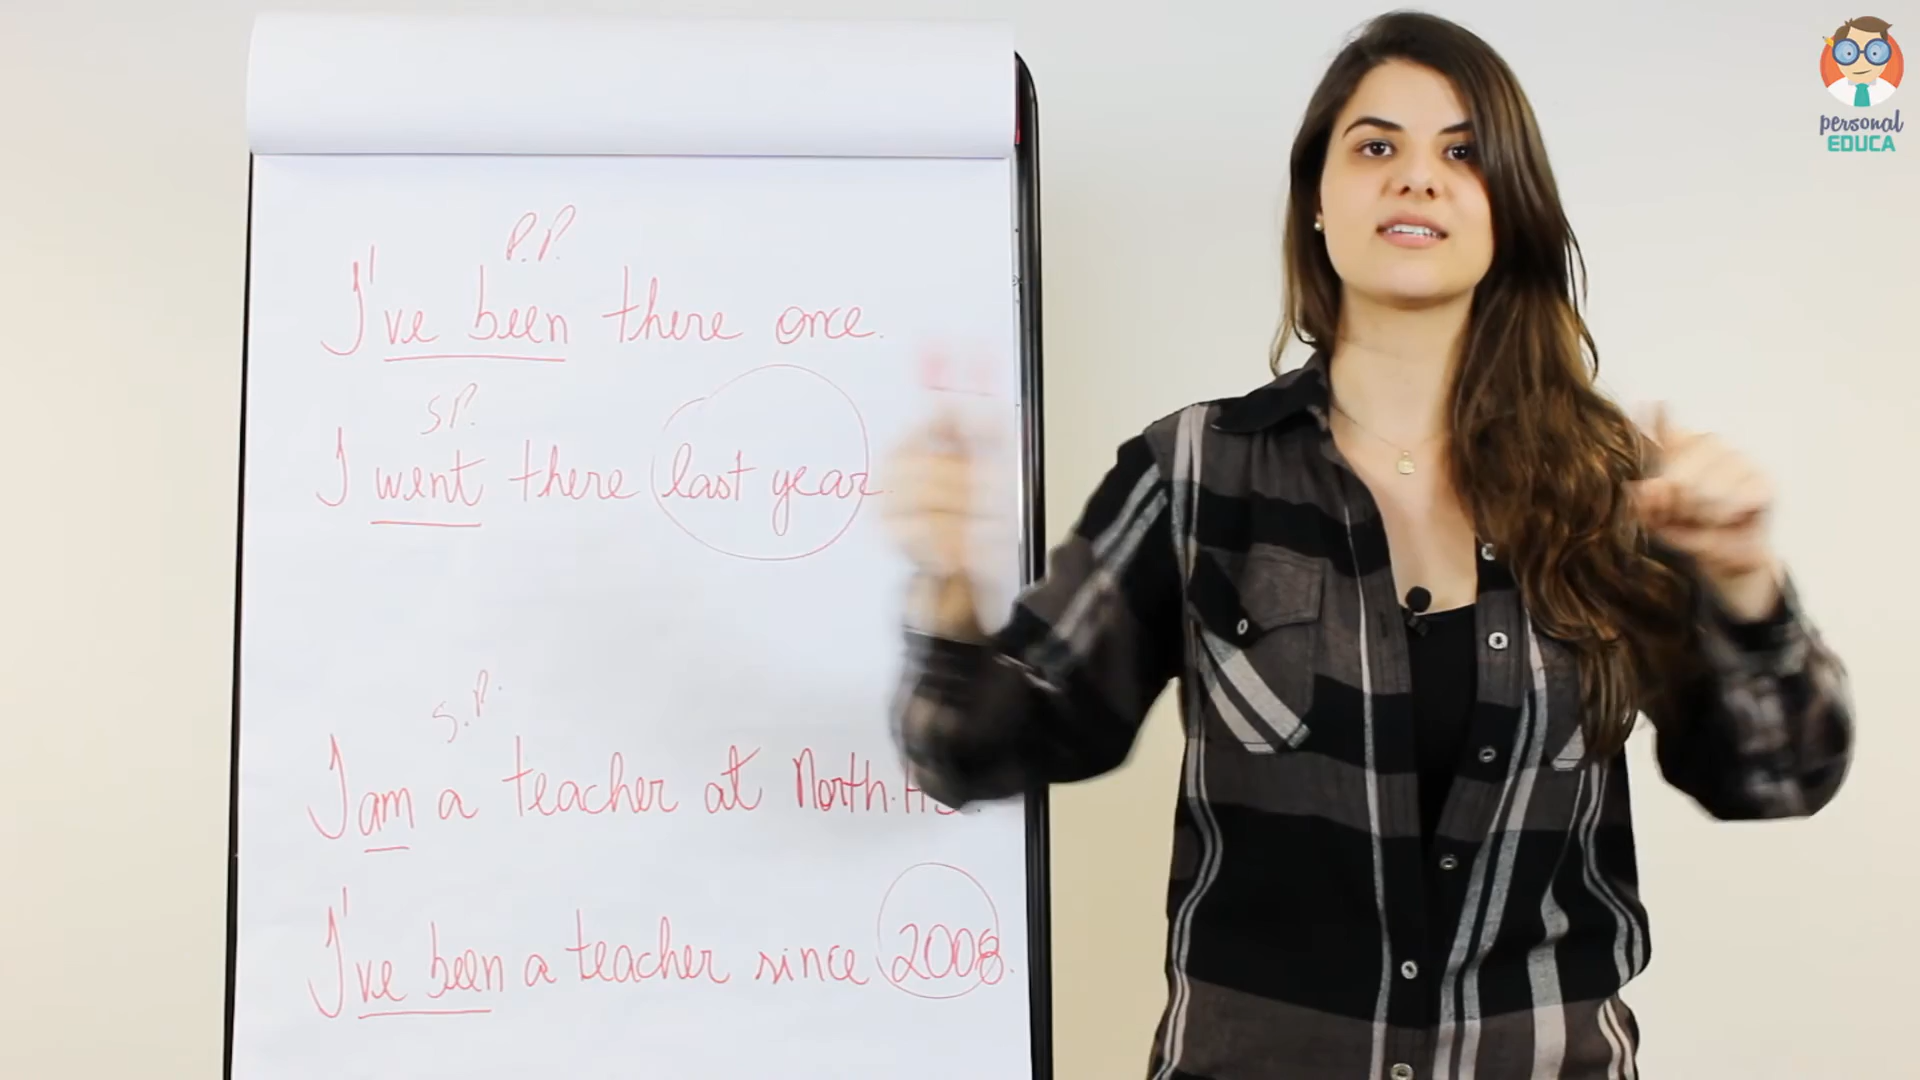 P.P.
I've been there once.
S.P.
I went there last year.
S.P.
I am a teacher at North.
I've been a teacher since 2008.
personal
EDUCA